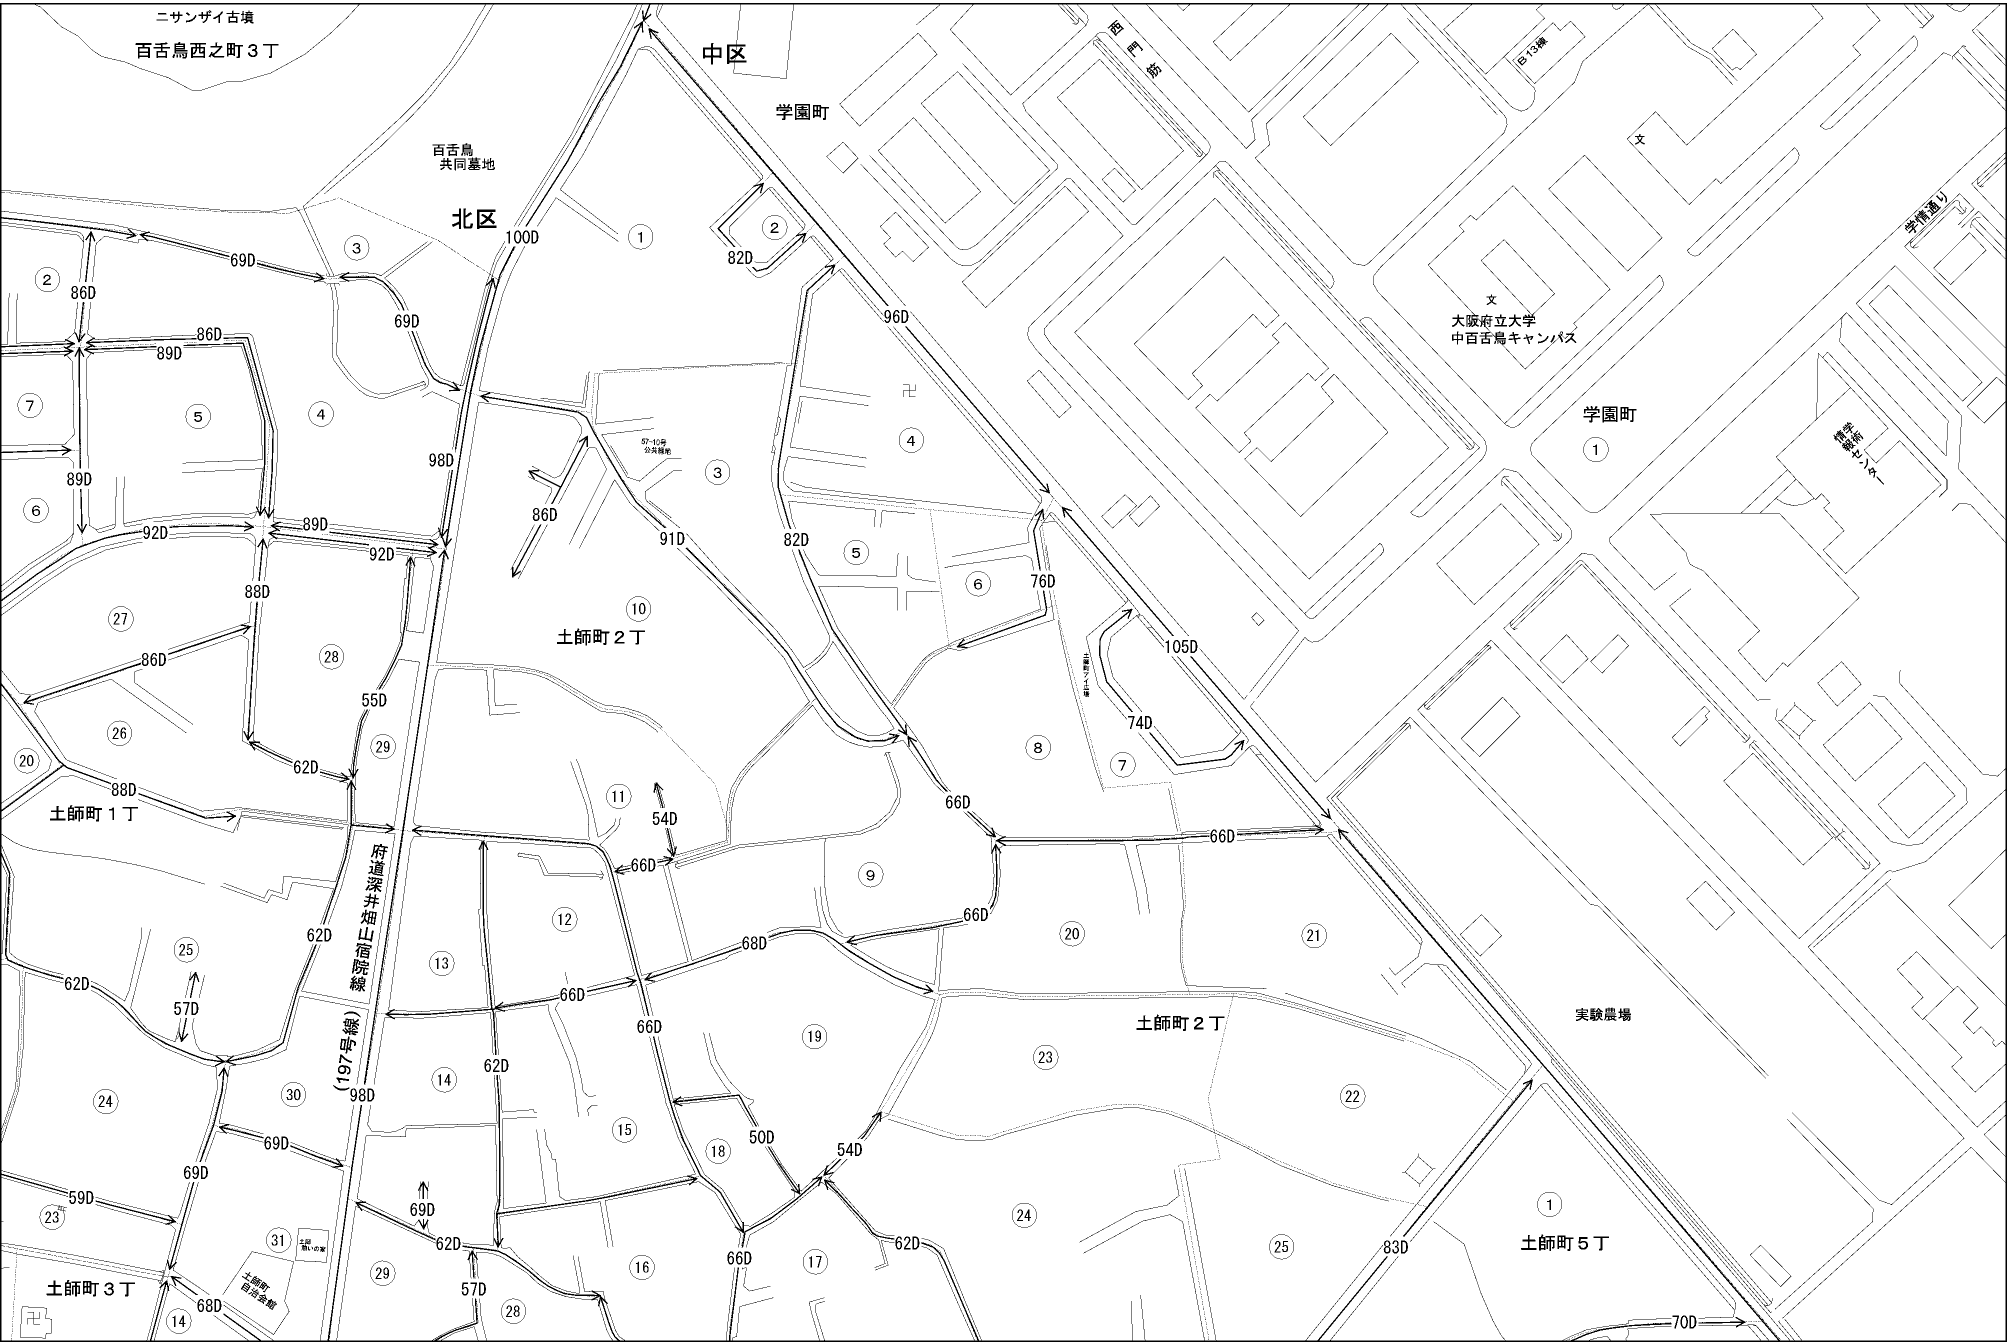 ニサンザイ古墳
百舌鳥西之町３丁
中区
学園町
西門筋
B13棟
文
百舌鳥
共同墓地
北区
100D
1
2
82D
3
69D
2
86D
学情通り
69D
96D
文
大阪府立大学
中百舌鳥キャンパス
86D
89D
7
5
4
98D
卍
4
学園町
1
情報
学術
センター
57-10号
3
6
89D
92D
89D
92D
86D
91D
82D
5
6
76D
88D
27
86D
28
10
土師町２丁
105D
55D
74D
26
20
29
62D
8
7
88D
土師町１丁
11
54D
66D
66D
66D
府道深井畑山宿院線
(197号線)
9
12
66D
68D
20
21
25
62D
13
62D
57D
66D
66D
19
土師町２丁
実験農場
62D
23
24
30
98D
14
22
15
18
50D
54D
69D
69D
59D
23
69D
24
1
土師町５丁
31
62D
62D
25
83D
29
16
66D
17
土師町３丁
土師町
自治会館
57D
28
卍
14
68D
70D